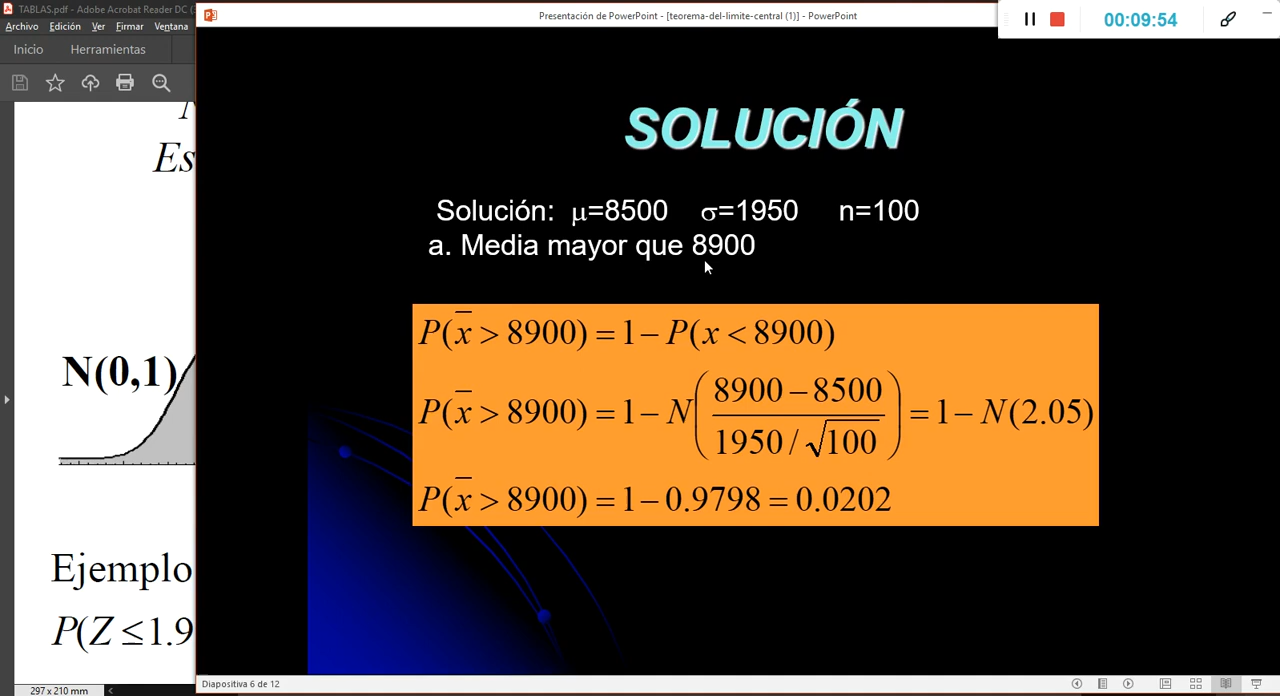 TABLAS.pdf - Adobe Acrobat Reader DC (
Presentación de PowerPoint - [teorema-del-limite-central (1)] - PowerPoint
00:09:54
Archivo Edición Ver Firmar Ventana
Inicio Herramientas
SOLUCIÓN
Es
Solución: μ=8500 σ=1950 n=100
a. Media mayor que 8900
P(x̅ > 8900) = 1 − P(x < 8900)
N(0,1)
P(x̅ > 8900) = 1 − N((8900 − 8500)/(1950 / √100)) = 1 − N(2.05)
P(x̅ > 8900) = 1 − 0.9798 = 0.0202
Ejemplo
P(Z ≤ 1.9
297 x 210 mm
Diapositiva 6 de 12